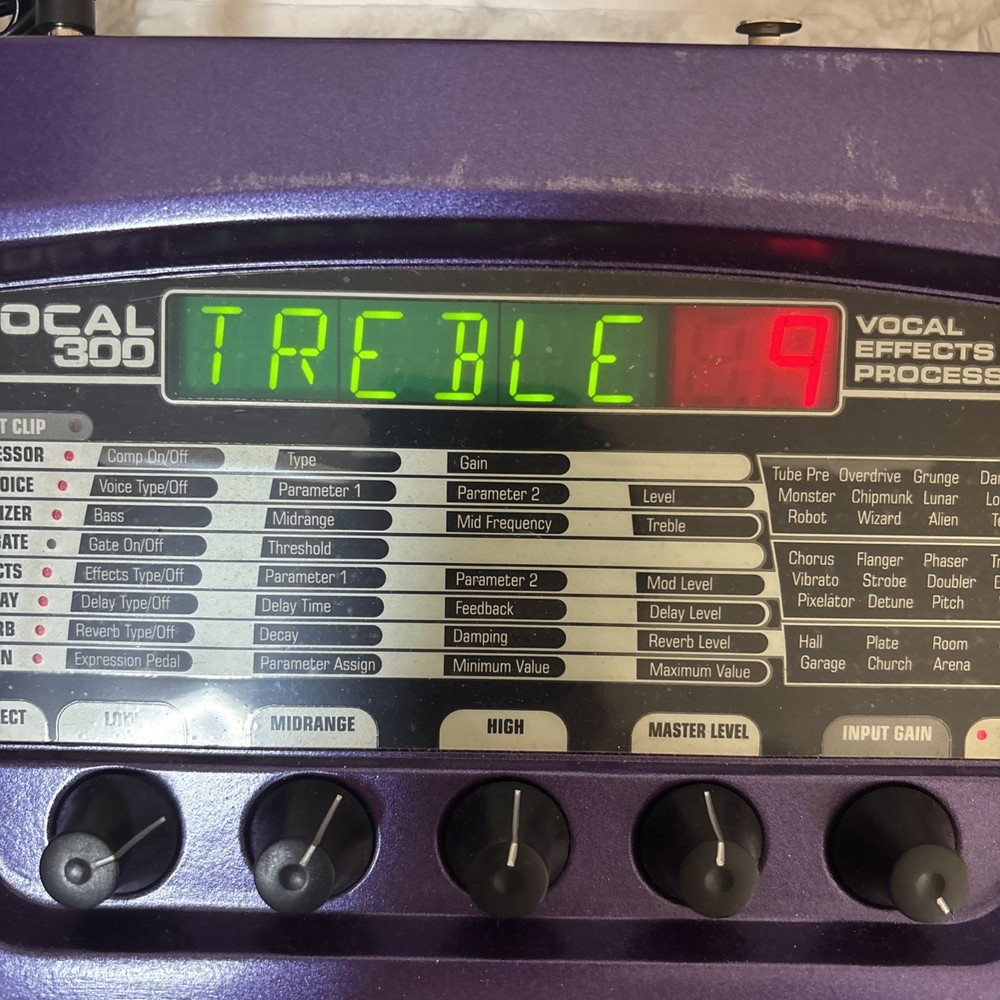 OCAL
300
TREBLE 9
VOCAL
EFFECTS
PROCESS
T CLIP
ESSOR Comp On/Off Type Gain
OICE Voice Type/Off Parameter 1 Parameter 2 Level
IZER Bass Midrange Mid Frequency Treble
GATE Gate On/Off Threshold
CTS Effects Type/Off Parameter 1 Parameter 2 Mod Level
AY Delay Type/Off Delay Time Feedback Delay Level
RB Reverb Type/Off Decay Damping Reverb Level
N Expression Pedal Parameter Assign Minimum Value Maximum Value
Tube Pre Overdrive Grunge Dar
Monster Chipmunk Lunar Lo
Robot Wizard Alien T
Chorus Flanger Phaser Tr
Vibrato Strobe Doubler E
Pixelator Detune Pitch
Hall Plate Room
Garage Church Arena
ECT LOW MIDRANGE HIGH MASTER LEVEL INPUT GAIN